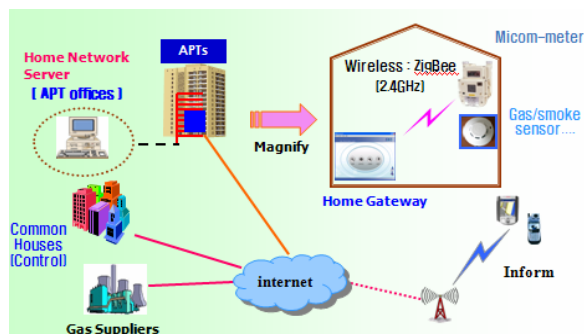 Home Network
Server
[ APT offices ]
APTs
Magnify
Wireless : ZigBee
(2.4GHz)
Micom-meter
Gas/smoke
sensor....
Home Gateway
Common
Houses
(Control)
Gas Suppliers
internet
Inform